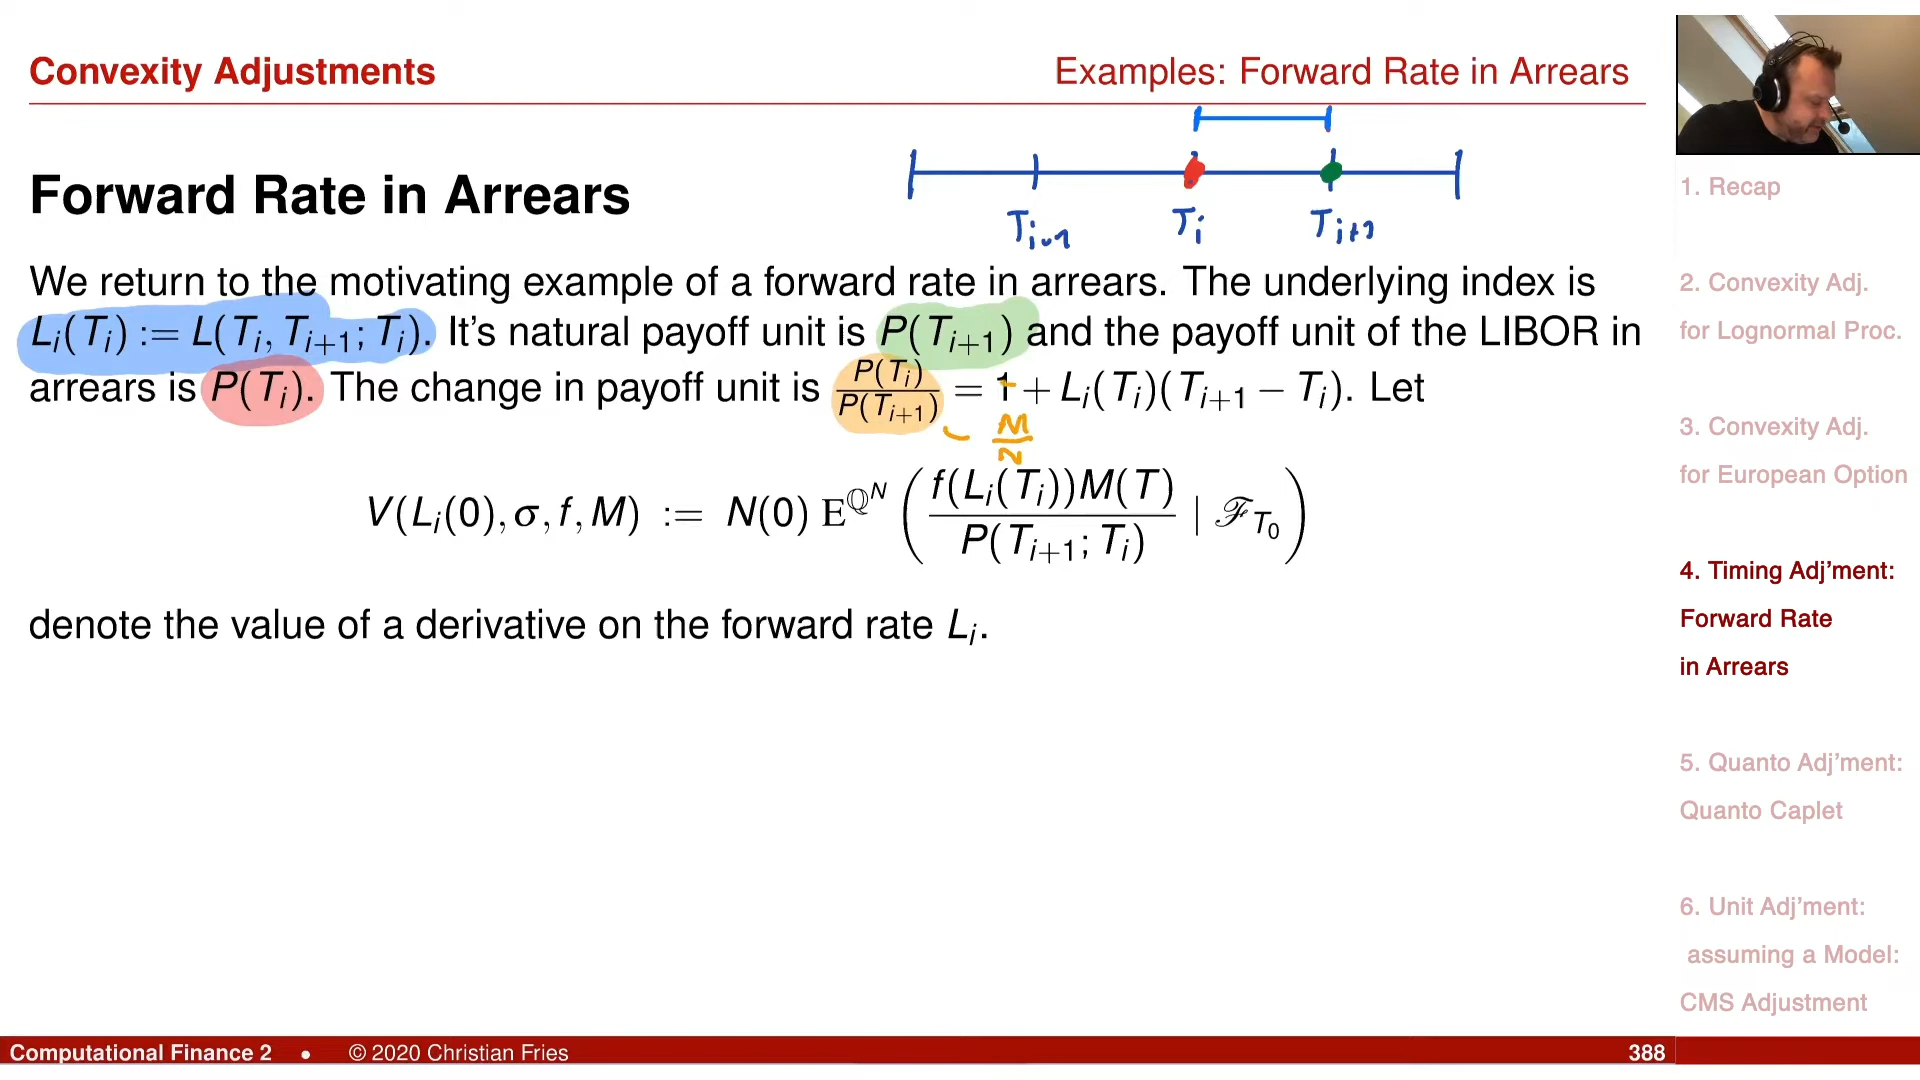 Convexity Adjustments
Examples: Forward Rate in Arrears
Forward Rate in Arrears
T_{i-1} T_i T_{i+1}
We return to the motivating example of a forward rate in arrears. The underlying index is
L_i(T_i) := L(T_i, T_{i+1}; T_i). It's natural payoff unit is P(T_{i+1}) and the payoff unit of the LIBOR in
arrears is P(T_i). The change in payoff unit is \frac{P(T_i)}{P(T_{i+1})} = 1 + L_i(T_i)(T_{i+1} − T_i). Let
\frac{M}{N}
V(L_i(0), σ, f, M) := N(0) E^{ℚ^N} ( \frac{f(L_i(T_i))M(T)}{P(T_{i+1}; T_i)} | ℱ_{T_0} )
denote the value of a derivative on the forward rate L_i.
1. Recap
2. Convexity Adj.
for Lognormal Proc.
3. Convexity Adj.
for European Option
4. Timing Adj'ment:
Forward Rate
in Arrears
5. Quanto Adj'ment:
Quanto Caplet
6. Unit Adj'ment:
assuming a Model:
CMS Adjustment
Computational Finance 2 • © 2020 Christian Fries
388